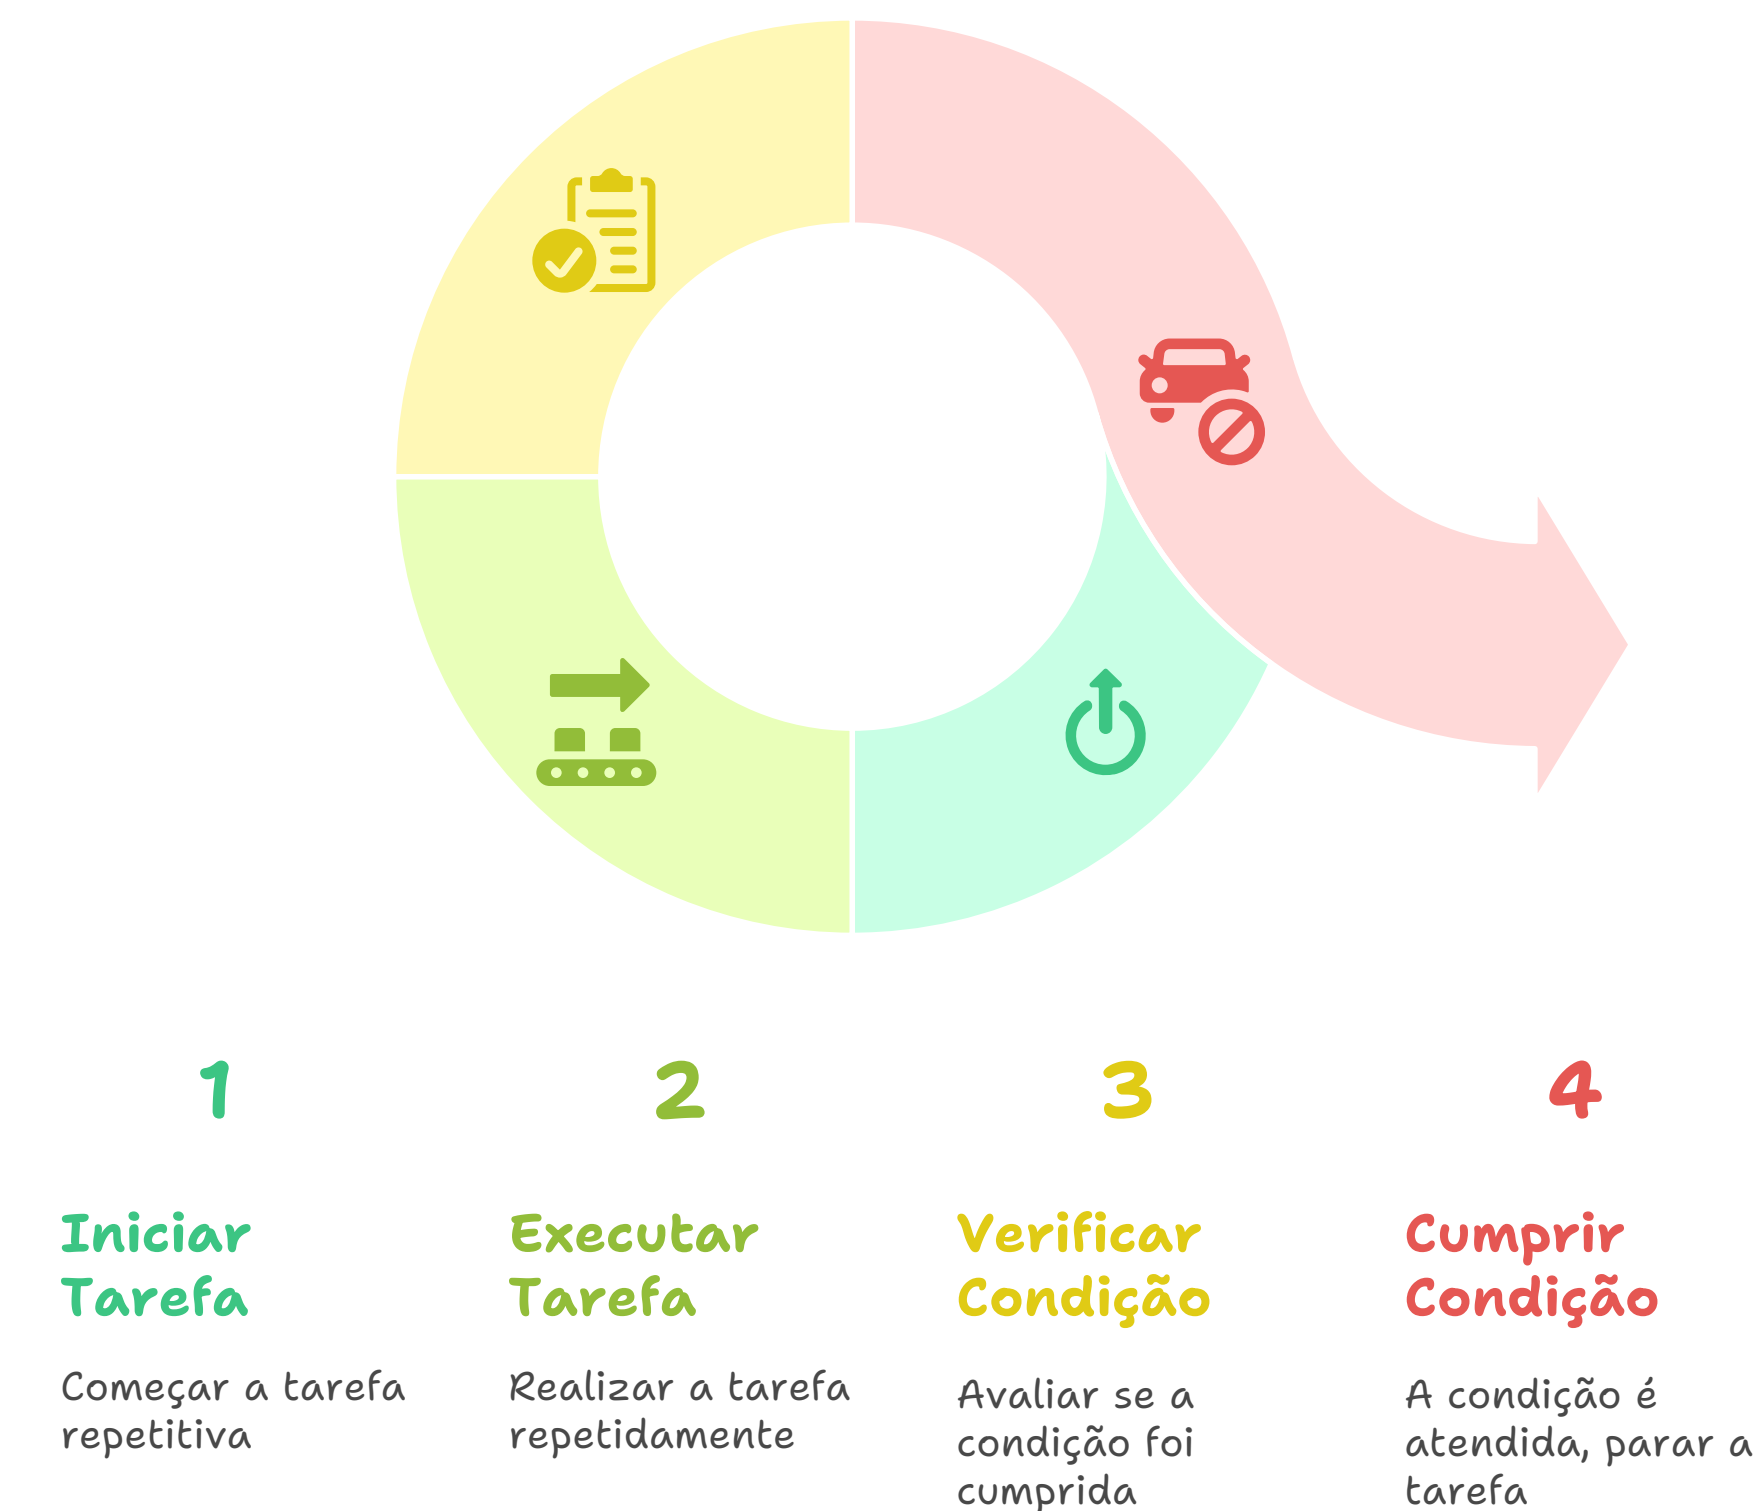 1
Iniciar
Tarefa
Começar a tarefa
repetitiva
2
Executar
Tarefa
Realizar a tarefa
repetidamente
3
Verificar
Condição
Avaliar se a
condição foi
cumprida
4
Cumprir
Condição
A condição é
atendida, parar a
tarefa